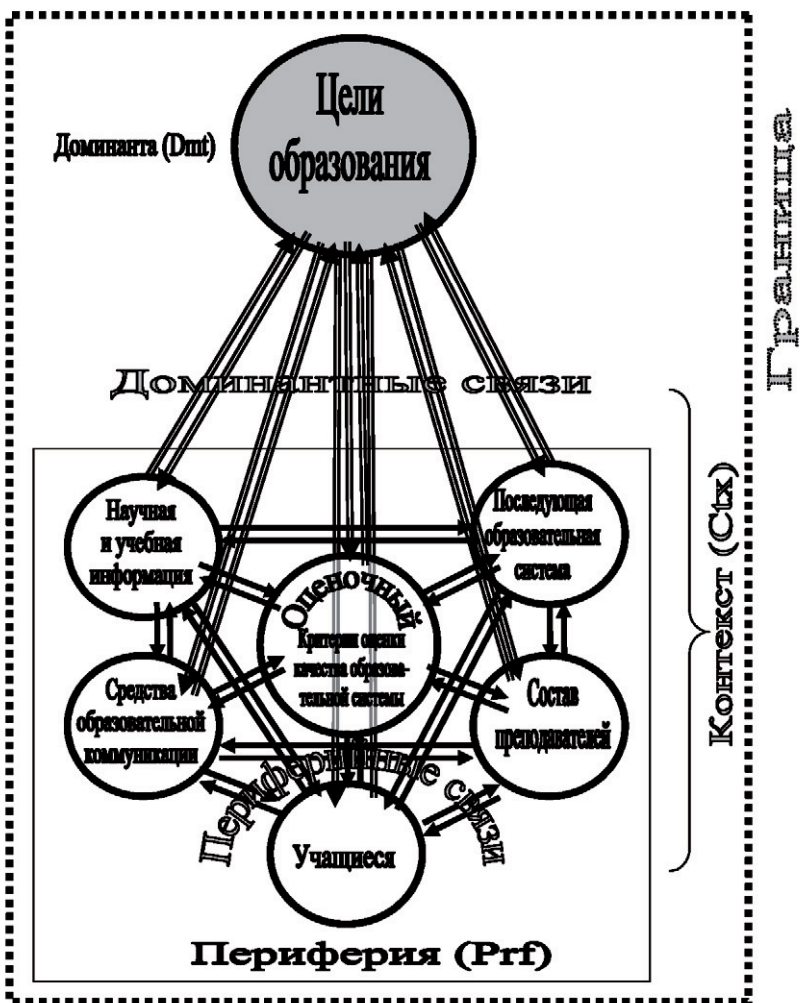 Цели
образования
Доминанта (Dmt)
Граница
Доминантные связи
Контекст (Ctx)
Научная
и учебная
информация
Последующая
образовательная
система
Оценочный
Критерии оценки
качества образова-
тельной системы
Средства
образовательной
коммуникации
Состав
преподавателей
Периферийные связи
Учащиеся
Периферия (Prf)